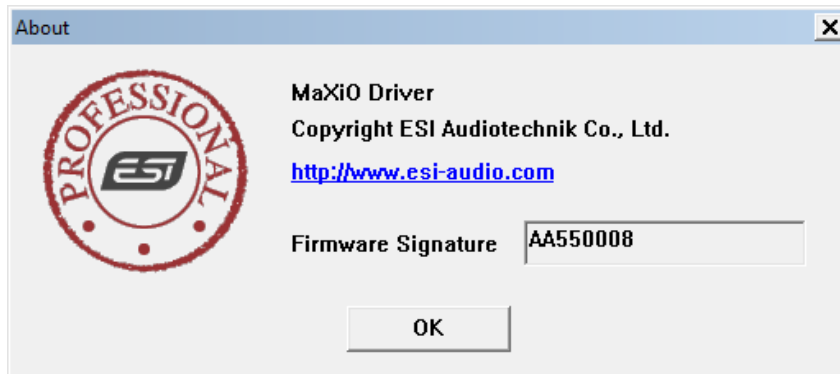 About
PROFESSIONAL
ESI
MaXiO Driver
Copyright ESI Audiotechnik Co., Ltd.
http://www.esi-audio.com
Firmware Signature AA550008
OK